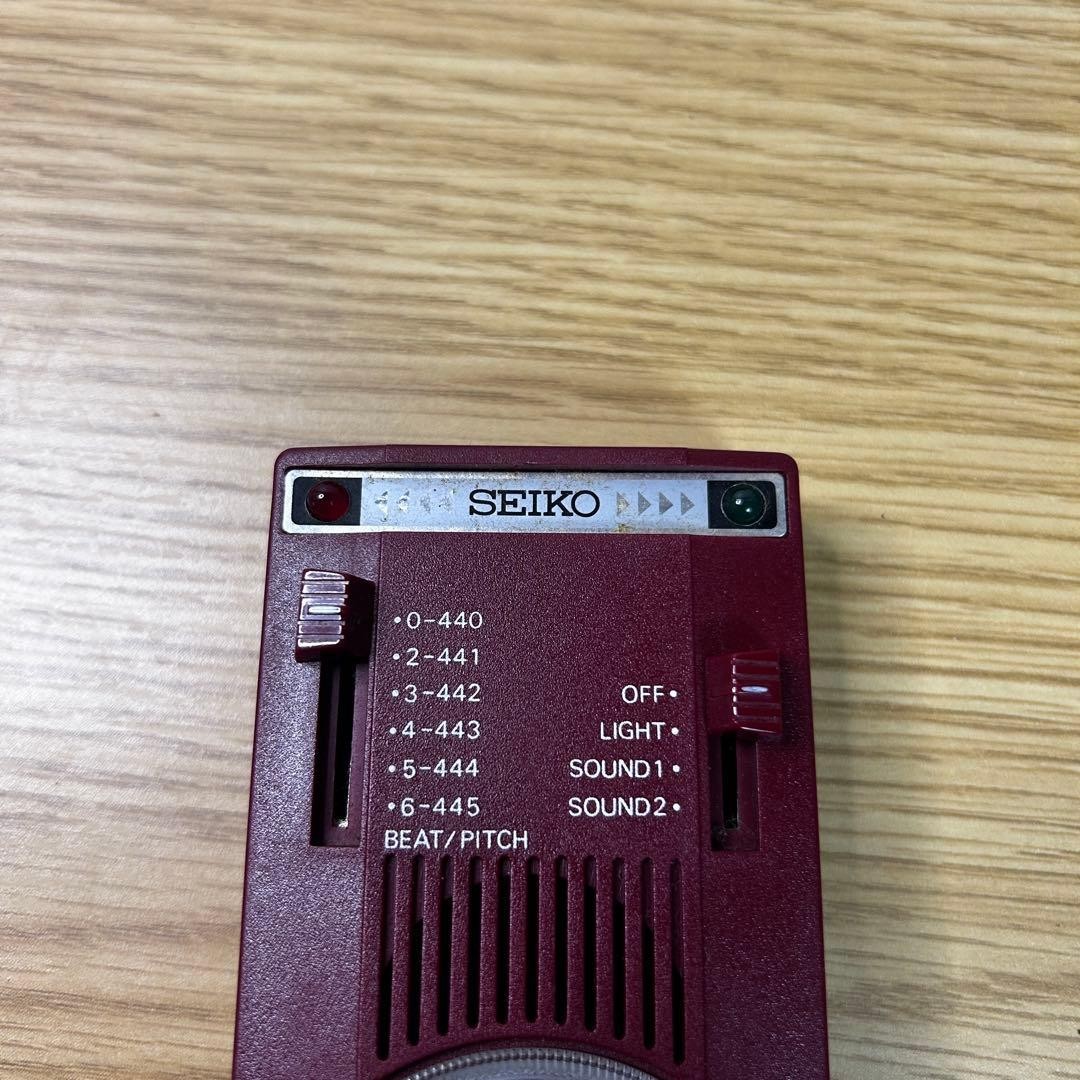 SEIKO
•0-440
•2-441
•3-442
•4-443
•5-444
•6-445
BEAT/PITCH
OFF•
LIGHT•
SOUND1•
SOUND2•